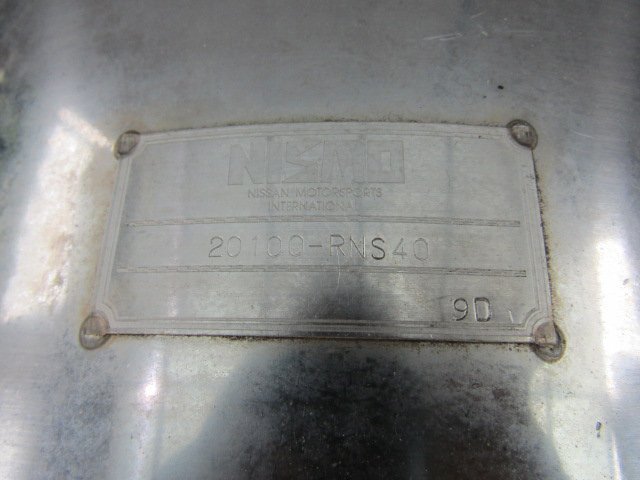 NISMO
NISSAN MOTORSPORTS
INTERNATIONAL
20100-RNS40
9D